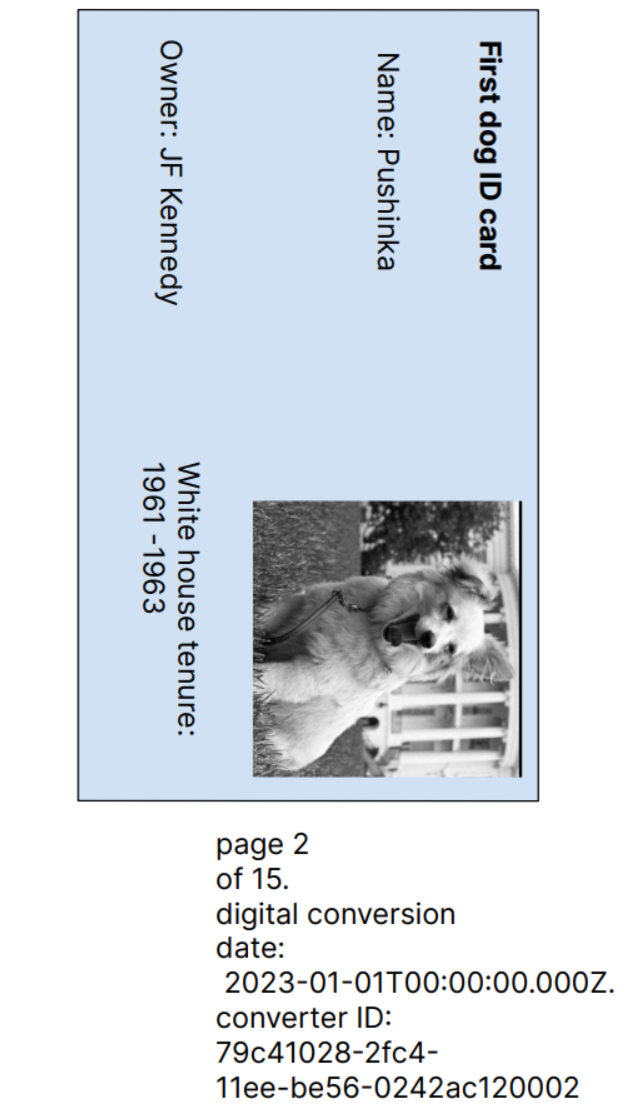 First dog ID card
Name: Pushinka
Owner: JF Kennedy
White house tenure:
1961 -1963
page 2
of 15.
digital conversion
date:
2023-01-01T00:00:00.000Z.
converter ID:
79c41028-2fc4-
11ee-be56-0242ac120002